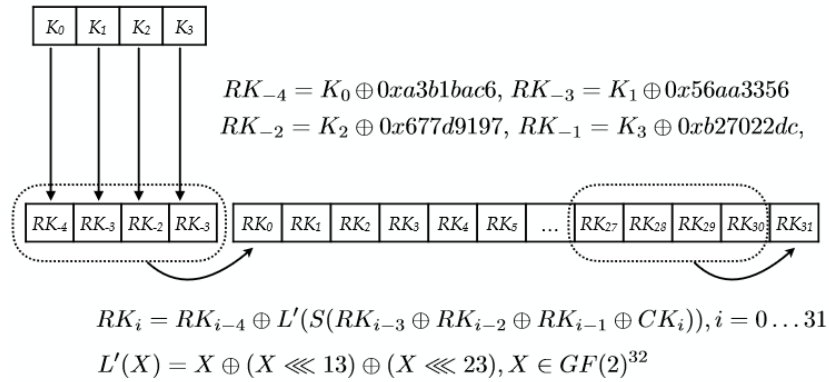 K₀ K₁ K₂ K₃
RK₋₄ = K₀ ⊕ 0xa3b1bac6, RK₋₃ = K₁ ⊕ 0x56aa3356
RK₋₂ = K₂ ⊕ 0x677d9197, RK₋₁ = K₃ ⊕ 0xb27022dc,
RK₋₄ RK₋₃ RK₋₂ RK₋₃ RK₀ RK₁ RK₂ RK₃ RK₄ RK₅ ... RK₂₇ RK₂₈ RK₂₉ RK₃₀ RK₃₁
RKᵢ = RKᵢ₋₄ ⊕ L′(S(RKᵢ₋₃ ⊕ RKᵢ₋₂ ⊕ RKᵢ₋₁ ⊕ CKᵢ)), i = 0 … 31
L′(X) = X ⊕ (X ⋘ 13) ⊕ (X ⋘ 23), X ∈ GF(2)³²